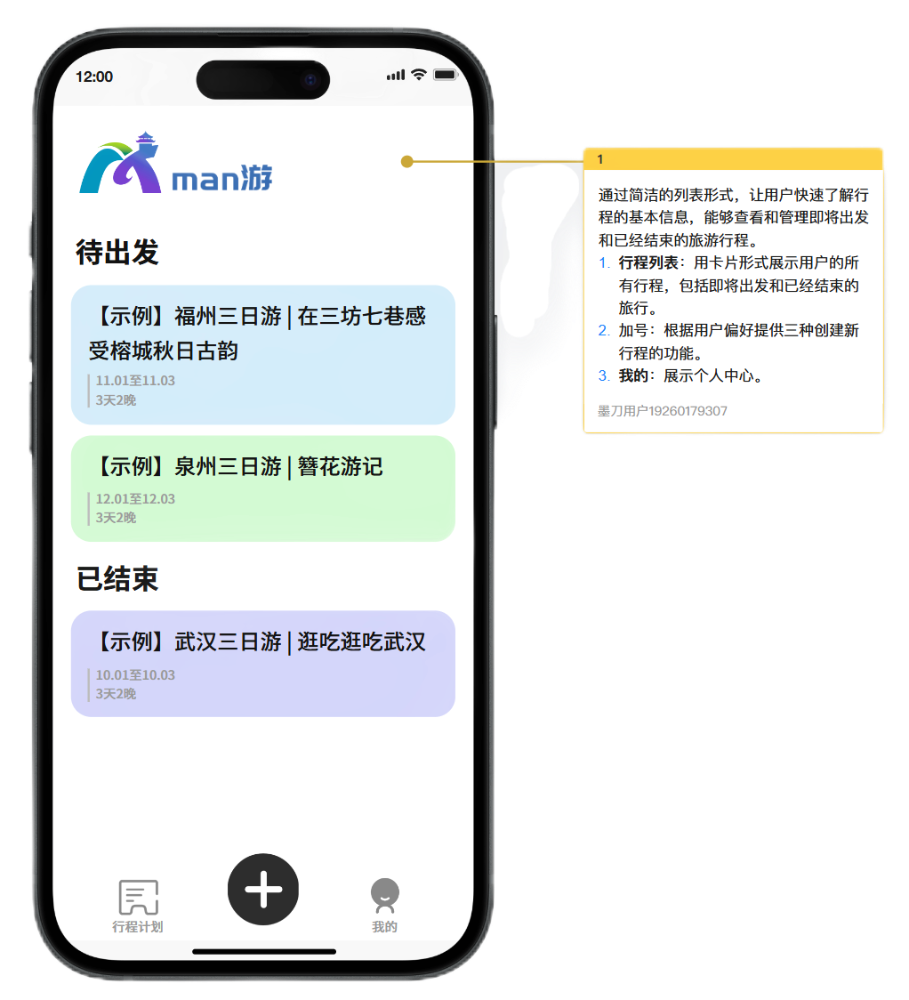 12:00
man游
待出发
【示例】福州三日游 | 在三坊七巷感
受榕城秋日古韵
11.01至11.03
3天2晚
【示例】泉州三日游 | 簪花游记
12.01至12.03
3天2晚
已结束
【示例】武汉三日游 | 逛吃逛吃武汉
10.01至10.03
3天2晚
行程计划
我的
1
通过简洁的列表形式，让用户快速了解行
程的基本信息，能够查看和管理即将出发
和已经结束的旅游行程。
1. 行程列表：用卡片形式展示用户的所
有行程，包括即将出发和已经结束的
旅行。
2. 加号：根据用户偏好提供三种创建新
行程的功能。
3. 我的：展示个人中心。
墨刀用户19260179307